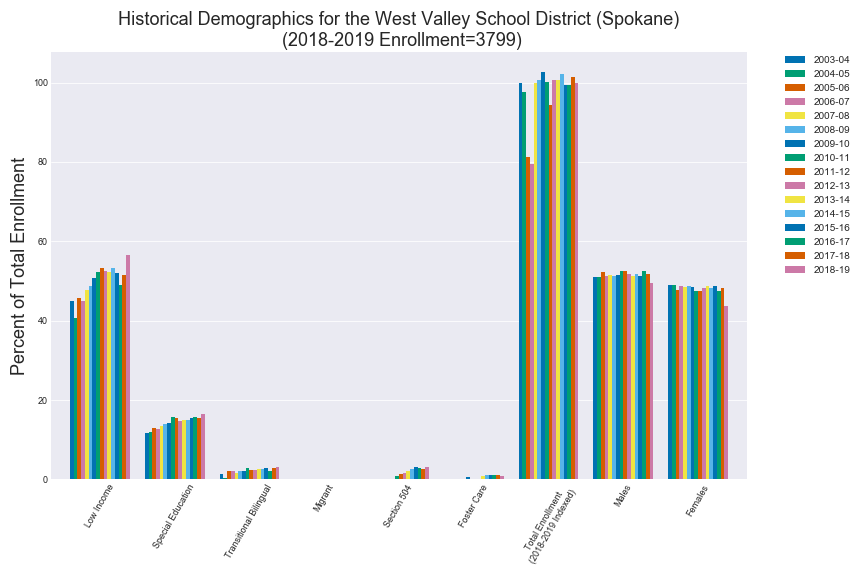 Historical Demographics for the West Valley School District (Spokane)
(2018-2019 Enrollment=3799)
Percent of Total Enrollment
100
80
60
40
20
0
Low Income
Special Education
Transitional Bilingual
Migrant
Section 504
Foster Care
Total Enrollment
(2018-2019 Indexed)
Males
Females
2003-04
2004-05
2005-06
2006-07
2007-08
2008-09
2009-10
2010-11
2011-12
2012-13
2013-14
2014-15
2015-16
2016-17
2017-18
2018-19